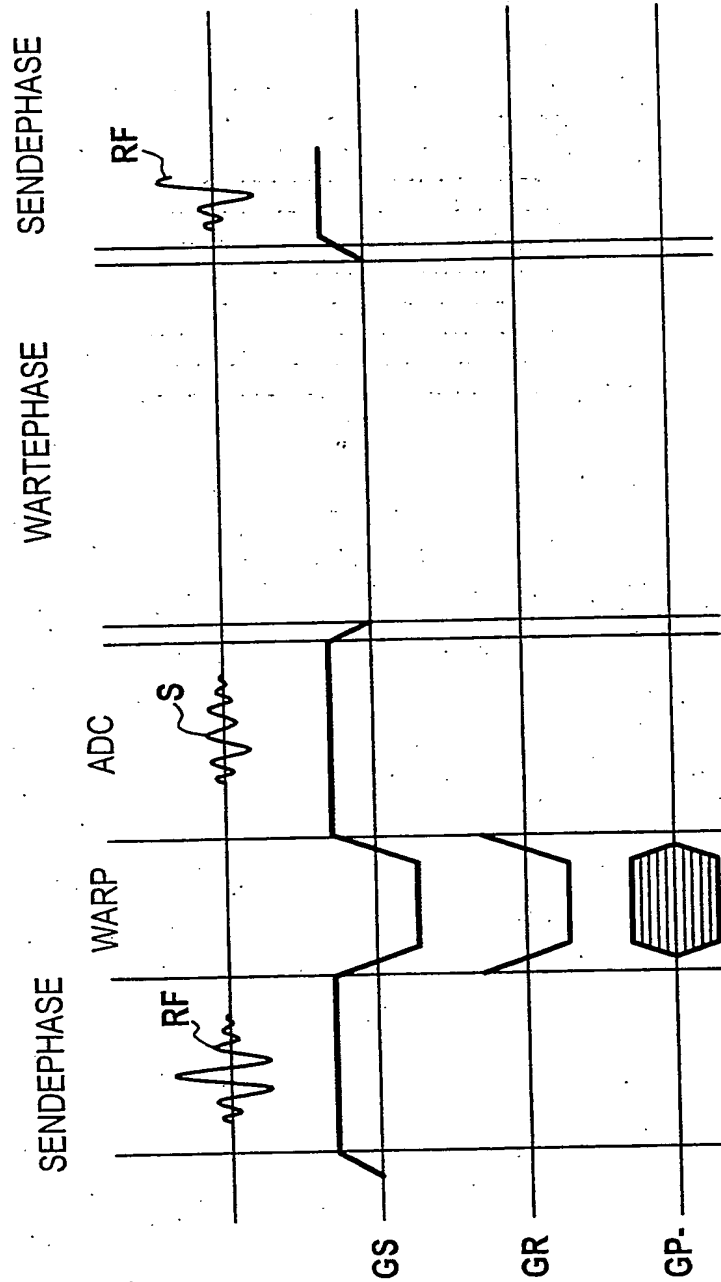 SENDEPHASE WARP ADC WARTEPHASE SENDEPHASE
RF S RF
GS
GR
GP-